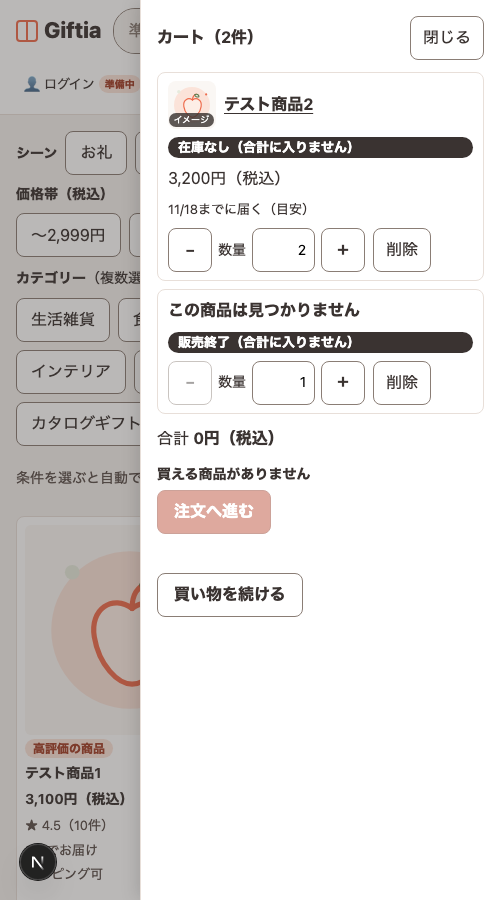 Giftia
準
ログイン 準備中
シーン お礼
価格帯（税込）
〜2,999円
カテゴリー（複数選
生活雑貨
インテリア
カタログギフト
条件を選ぶと自動で
高評価の商品
テスト商品1
3,100円（税込）
★ 4.5（10件）
でお届け
ピング可
N
カート（2件）
閉じる
イメージ
テスト商品2
在庫なし（合計に入りません）
3,200円（税込）
11/18までに届く（目安）
− 数量 2 + 削除
この商品は見つかりません
販売終了（合計に入りません）
− 数量 1 + 削除
合計 0円（税込）
買える商品がありません
注文へ進む
買い物を続ける